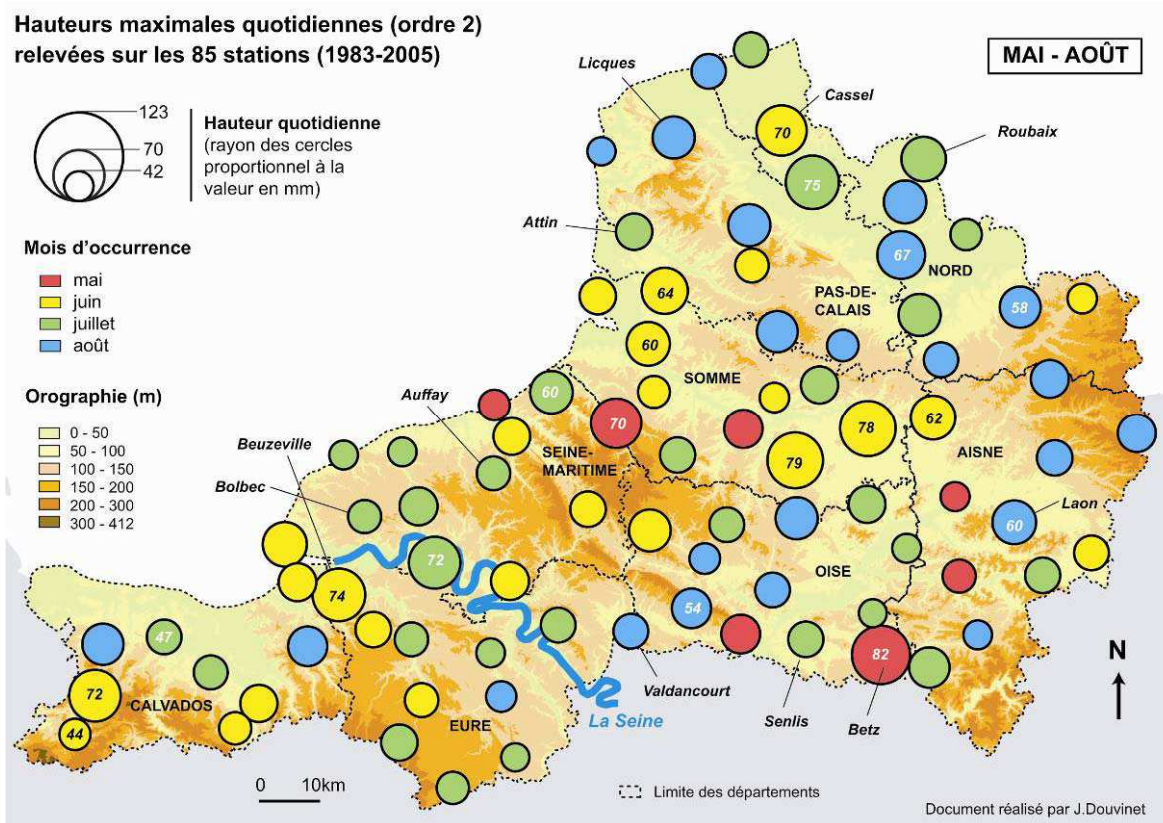 Hauteurs maximales quotidiennes (ordre 2)
relevées sur les 85 stations (1983-2005)
MAI - AOÛT
123
70
42
Hauteur quotidienne
(rayon des cercles
proportionnel à la
valeur en mm)
Mois d'occurrence
mai
juin
juillet
août
Orographie (m)
0 - 50
50 - 100
100 - 150
150 - 200
200 - 300
300 - 412
Licques
Cassel
70
Roubaix
75
Attin
67
NORD
64
PAS-DE-
CALAIS
58
60
SOMME
Auffay
60
70
62
78
Beuzeville
SEINE-
MARITIME
79
AISNE
Bolbec
Laon
60
72
OISE
74
54
47
82
Valdancourt
Senlis
Betz
72
CALVADOS
EURE
La Seine
44
N
0 10km
Limite des départements
Document réalisé par J.Douvinet